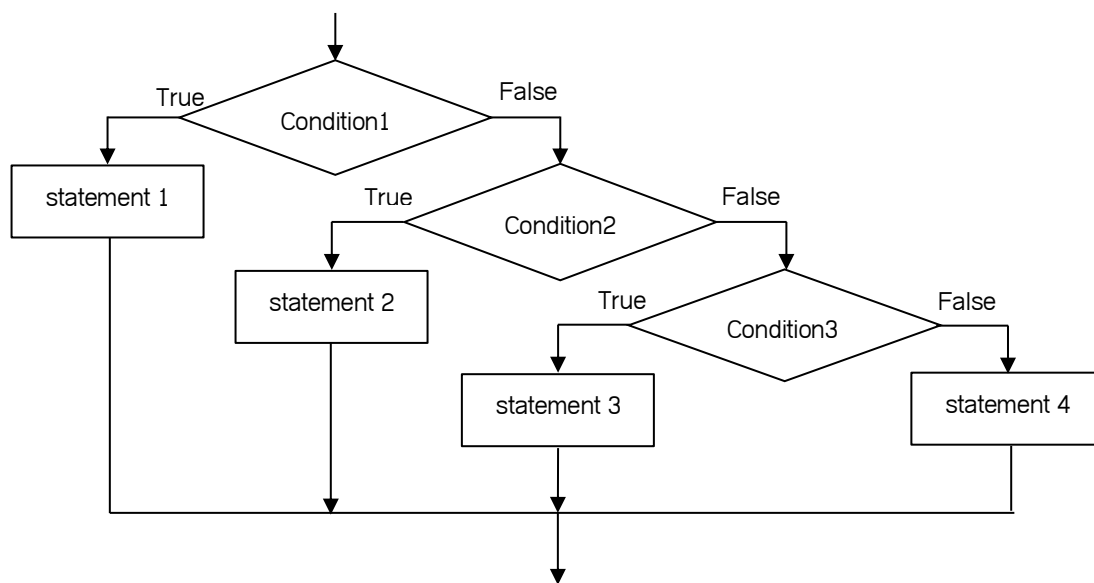 True
False
Condition1
statement 1
True
False
Condition2
statement 2
True
False
Condition3
statement 3
statement 4